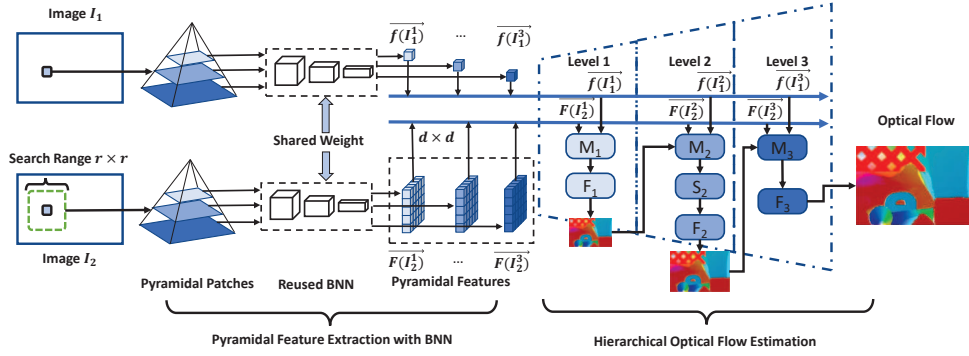 Image I₁
Search Range r × r
Image I₂
Shared Weight
f(I₁¹) ... f(I₁³)
d × d
F(I₂¹) ... F(I₂³)
Pyramidal Patches
Reused BNN
Pyramidal Features
Pyramidal Feature Extraction with BNN
Level 1
Level 2
Level 3
f(I₁¹)
f(I₁²)
f(I₁³)
F(I₂¹)
F(I₂²)
F(I₂³)
M₁
M₂
M₃
F₁
S₂
F₃
F₂
Optical Flow
Hierarchical Optical Flow Estimation